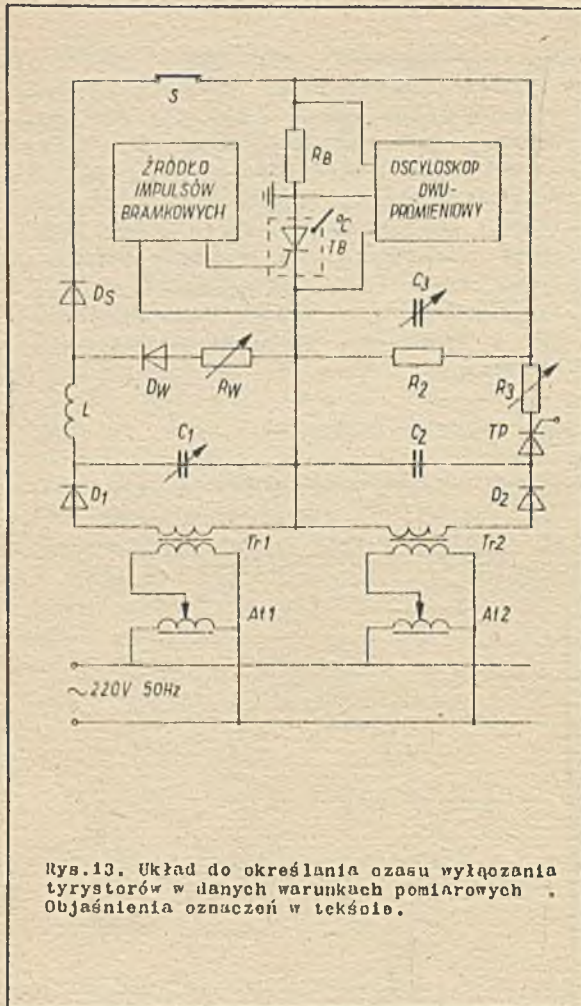 S
RB
ŹRÓDŁO
IMPULSÓW
BRAMKOWYCH
OSCYLOSKOP
DWU-
PROMIENIOWY
°C
TB
DS
C3
DW
RW
R2
R3
L
C1
C2
TP
D1
D2
Tr1
Tr2
At1
At2
~220V 50Hz
Rys.13. Układ do określania czasu wyłączania
tyrystorów w danych warunkach pomiarowych .
Objaśnienia oznaczeń w tekście.